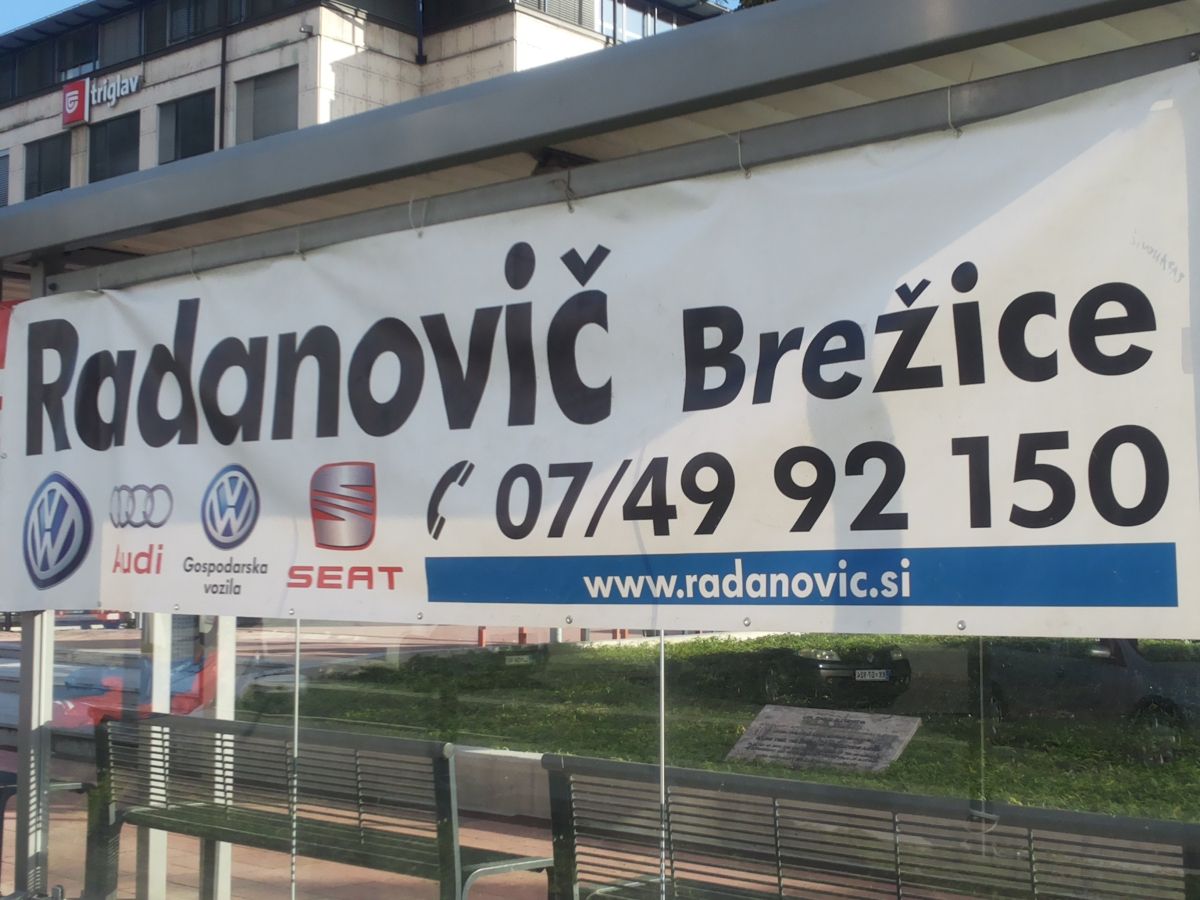 triglav
Radanovič Brežice
07/49 92 150
Audi
Gospodarska
vozila
SEAT
www.radanovic.si